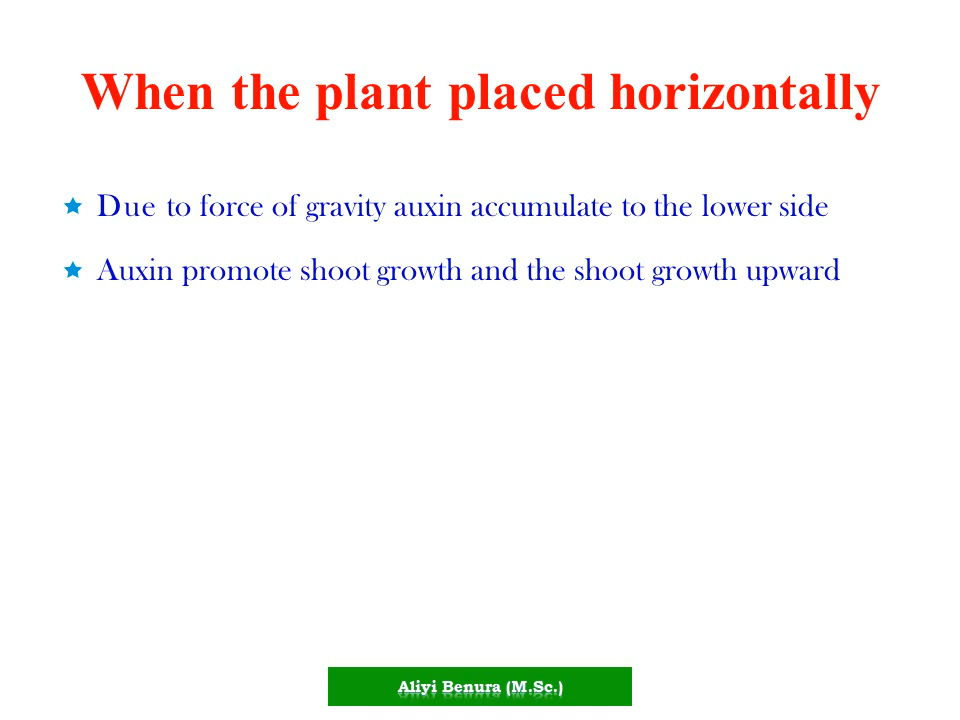 When the plant placed horizontally
Due to force of gravity auxin accumulate to the lower side
Auxin promote shoot growth and the shoot growth upward
Aliyi Benura (M.Sc.)